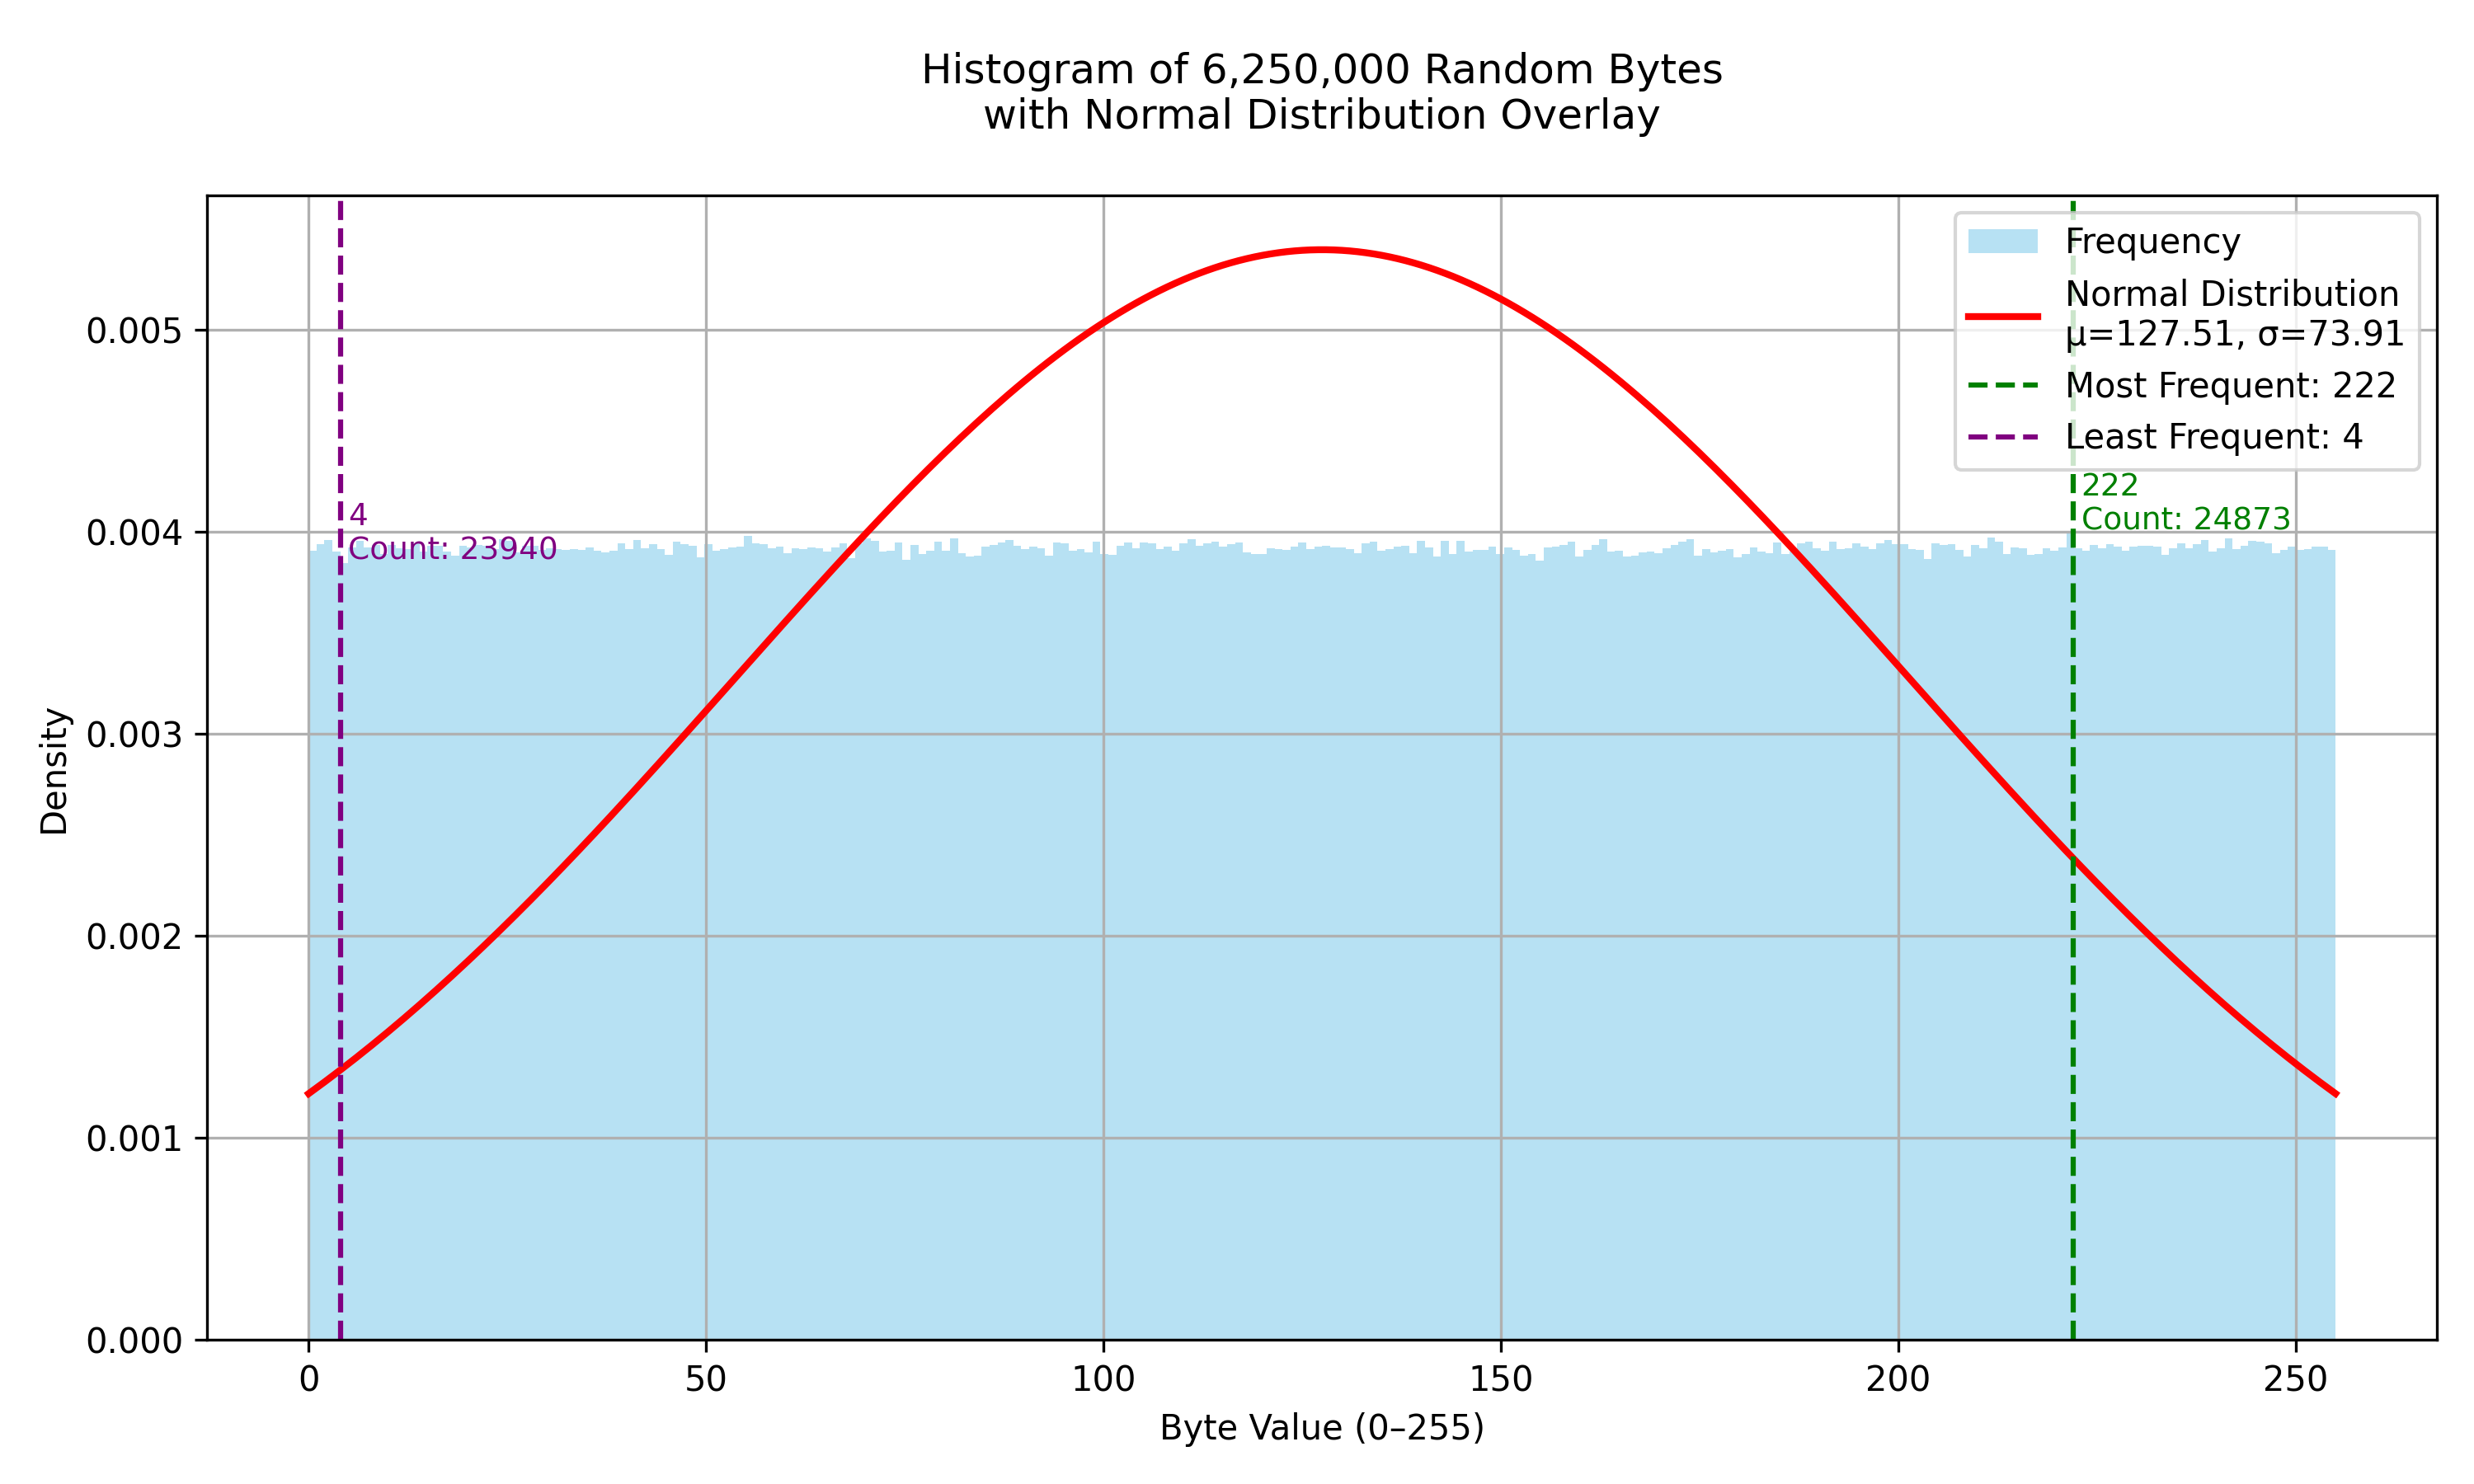 Histogram of 6,250,000 Random Bytes
with Normal Distribution Overlay
Frequency
Normal Distribution
μ=127.51, σ=73.91
Most Frequent: 222
Least Frequent: 4
222
Count: 24873
4
Count: 23940
Density
0.005
0.004
0.003
0.002
0.001
0.000
0
50
100
150
200
250
Byte Value (0–255)